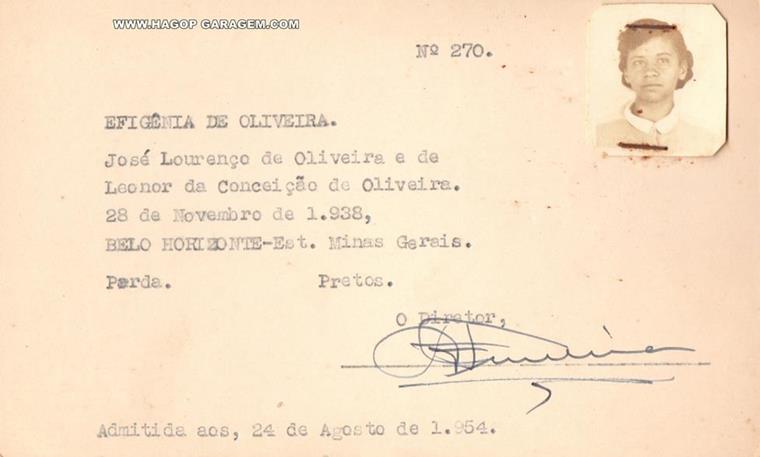 WWW.HAGOP GARAGEM.COM
Nº 270.
EFIGÊNIA DE OLIVEIRA.
José Lourenço de Oliveira e de
Leonor da Conceição de Oliveira.
28 de Novembro de 1.938,
BELO HORIZONTE-Est. Minas Gerais.
Parda. Pretos.
O Diretor,
Admitida aos, 24 de Agosto de 1.954.